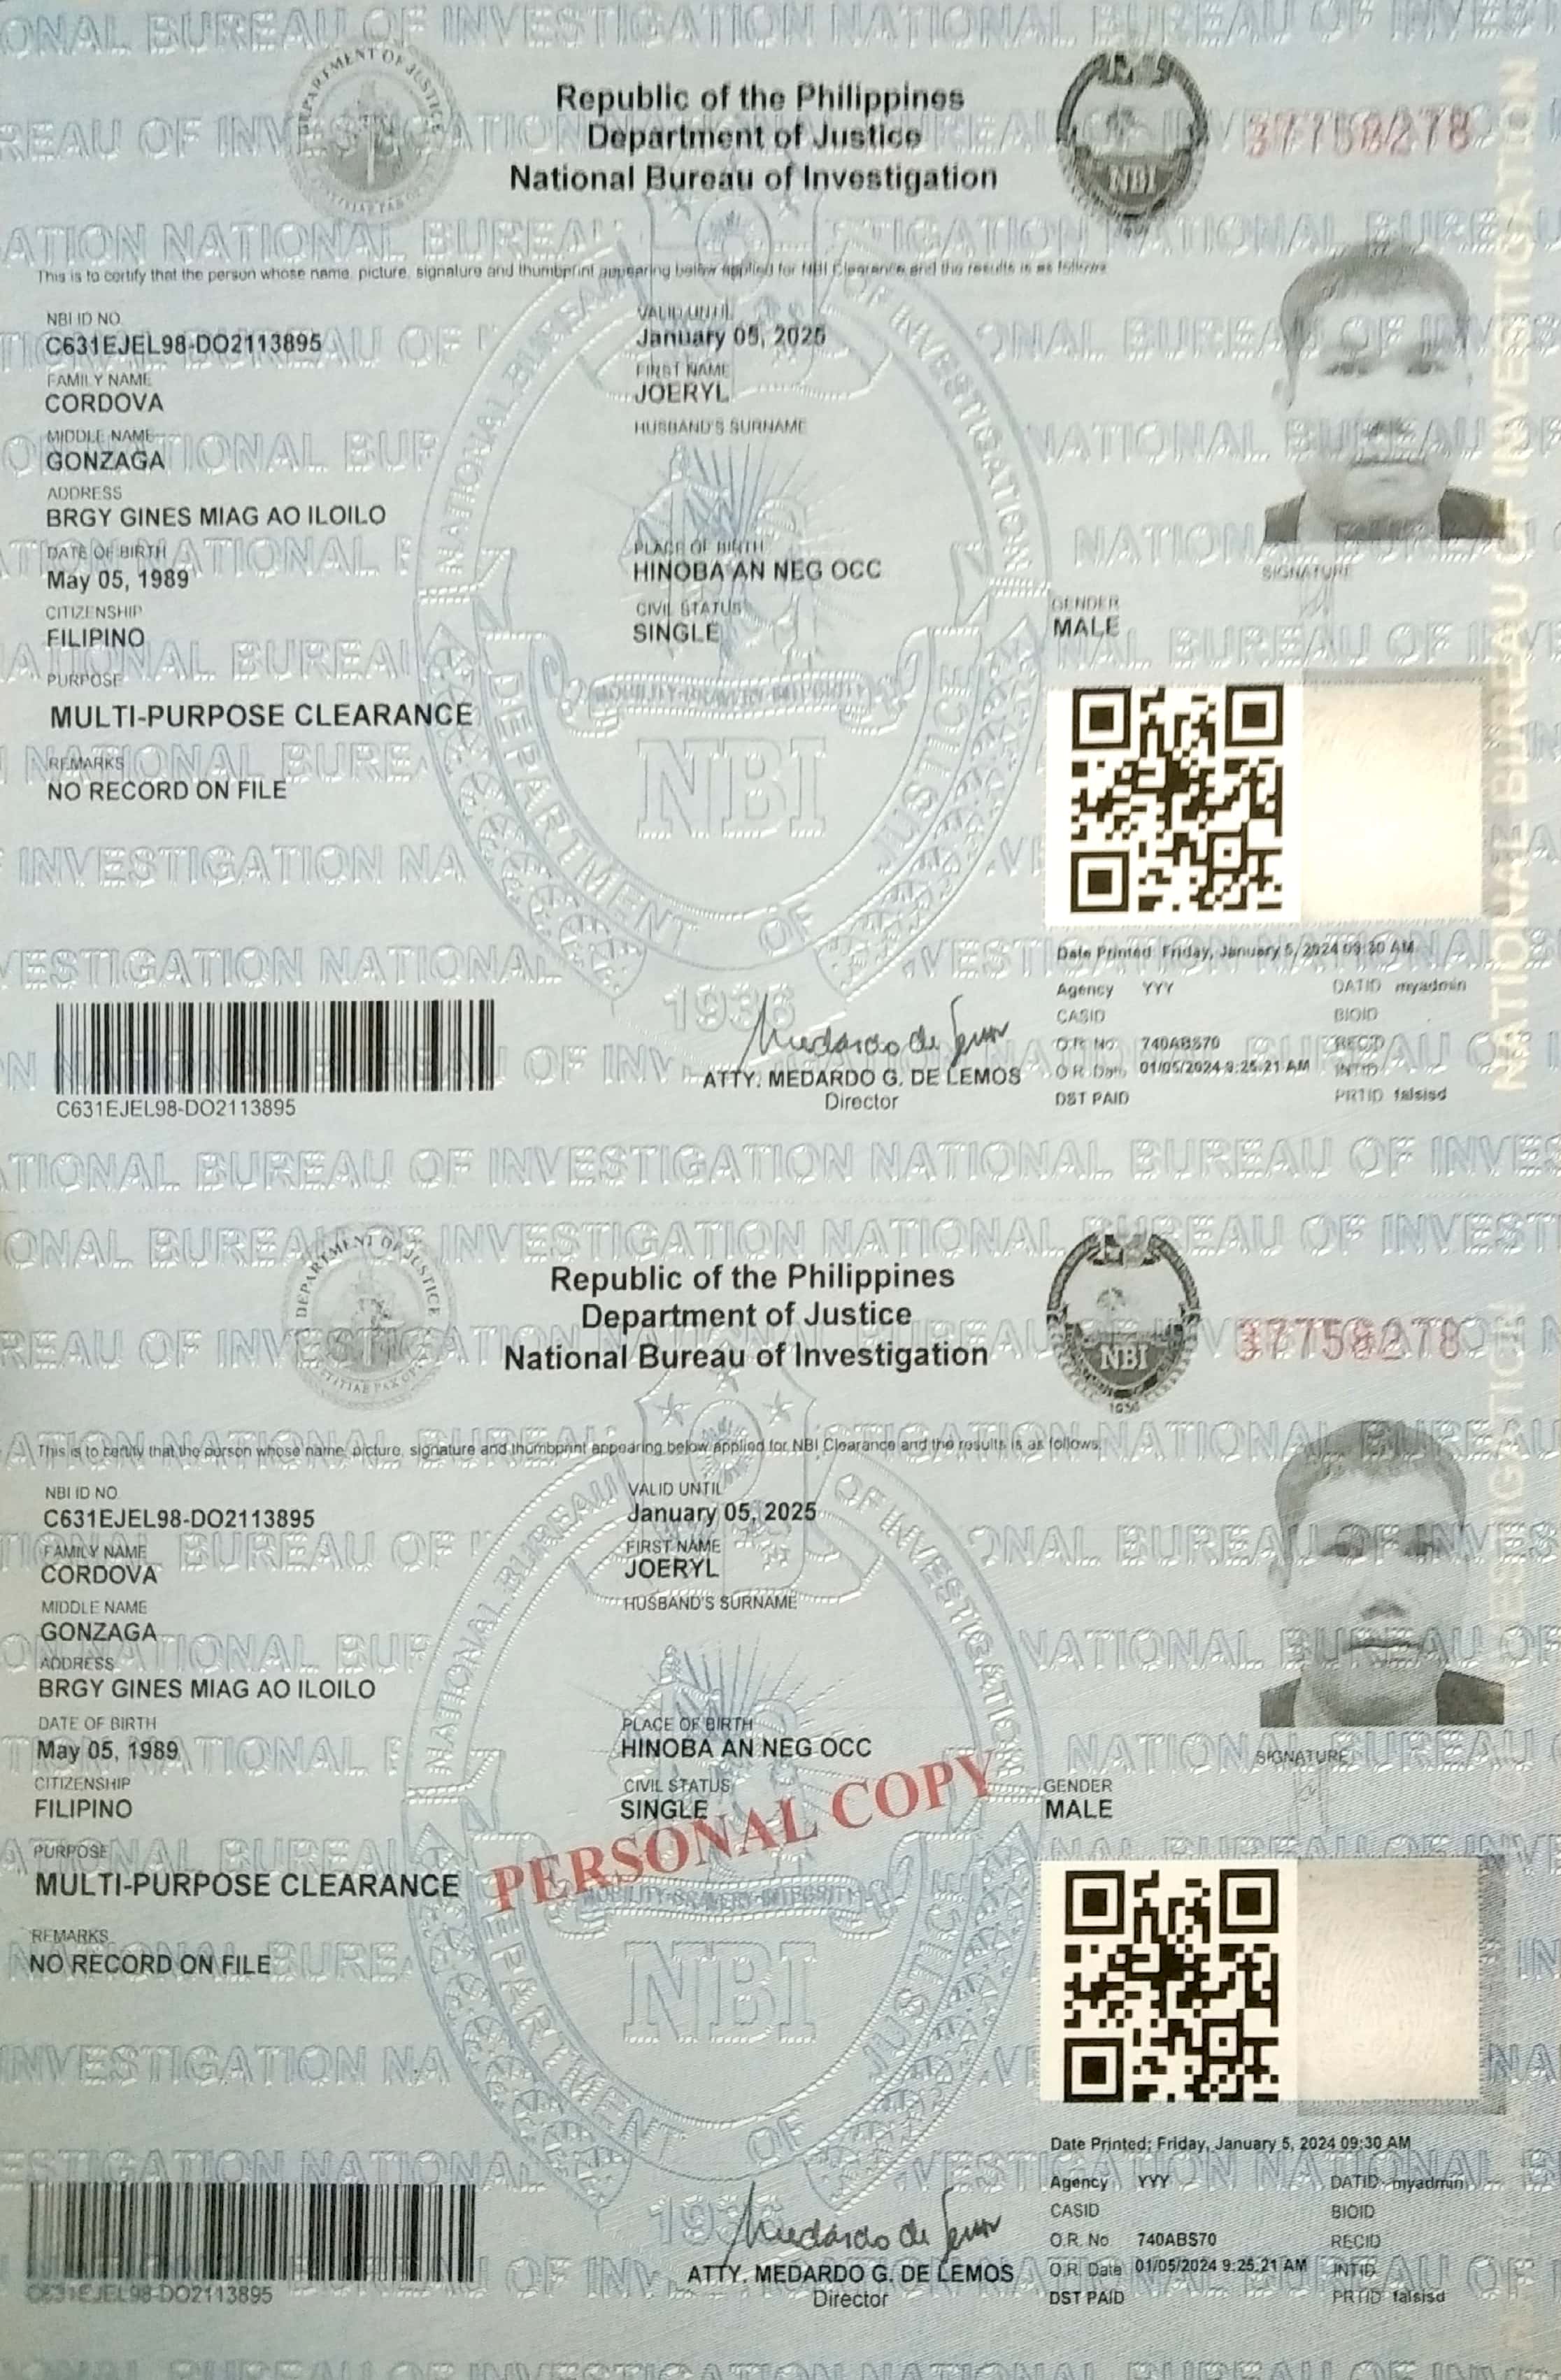 Republic of the Philippines
Department of Justice
National Bureau of Investigation
This is to certify that the person whose name, picture, signature and thumbprint appearing below applied for NBI Clearance and the results is as follows
NBI ID NO.
C631EJEL98-DO2113895
VALID UNTIL
January 05, 2025
FAMILY NAME
CORDOVA
FIRST NAME
JOERYL
MIDDLE NAME
GONZAGA
HUSBAND'S SURNAME
ADDRESS
BRGY GINES MIAG AO ILOILO
DATE OF BIRTH
May 05, 1989
PLACE OF BIRTH
HINOBA AN NEG OCC
SIGNATURE
CITIZENSHIP
FILIPINO
CIVIL STATUS
SINGLE
GENDER
MALE
PURPOSE
MULTI-PURPOSE CLEARANCE
REMARKS
NO RECORD ON FILE
NBI
1936
Date Printed: Friday, January 5, 2024 09:30 AM
Agency YYY DATID myadmin
CASID BIOID
O.R. No. 740ABS70 RECID
O.R. Date 01/05/2024 9:25:21 AM INTID
DST PAID PRTID falsisd
C631EJEL98-DO2113895
ATTY. MEDARDO G. DE LEMOS
Director
NATIONAL BUREAU OF INVESTIGATION
DEPARTMENT OF JUSTICE
Republic of the Philippines
Department of Justice
National Bureau of Investigation
This is to certify that the person whose name, picture, signature and thumbprint appearing below applied for NBI Clearance and the results is as follows.
NBI ID NO
C631EJEL98-DO2113895
VALID UNTIL
January 05, 2025
FAMILY NAME
CORDOVA
FIRST NAME
JOERYL
MIDDLE NAME
GONZAGA
HUSBAND'S SURNAME
ADDRESS
BRGY GINES MIAG AO ILOILO
DATE OF BIRTH
May 05, 1989
PLACE OF BIRTH
HINOBA AN NEG OCC
SIGNATURE
CITIZENSHIP
FILIPINO
CIVIL STATUS
SINGLE
GENDER
MALE
PERSONAL COPY
PURPOSE
MULTI-PURPOSE CLEARANCE
REMARKS
NO RECORD ON FILE
NBI
1936
Date Printed; Friday, January 5, 2024 09:30 AM
Agency YYY DATID myadmin
CASID BIOID
O.R. No 740ABS70 RECID
O.R. Date 01/05/2024 9:25:21 AM INTID
DST PAID PRTID falsisd
C631EJEL98-DO2113895
ATTY. MEDARDO G. DE LEMOS
Director